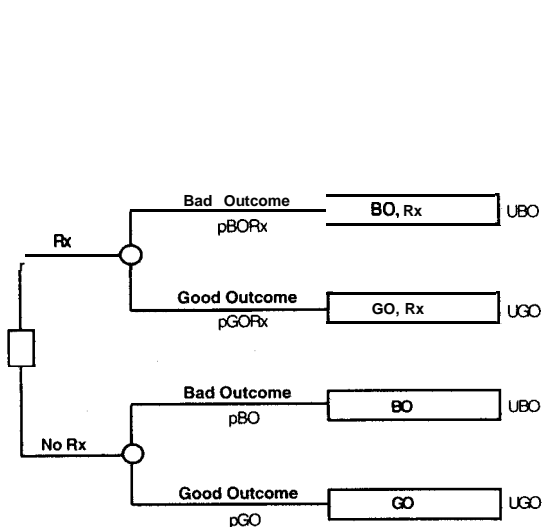 Bad Outcome
BO, Rx
UBO
pBORx
Rx
Good Outcome
GO, Rx
UGO
pGORx
Bad Outcome
BO
UBO
pBO
No Rx
Good Outcome
GO
UGO
pGO